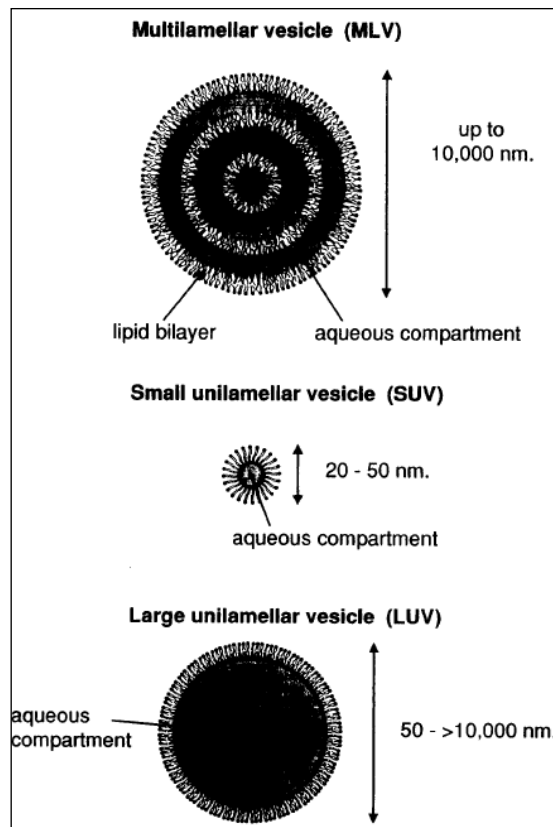 Multilamellar vesicle (MLV)
up to
10,000 nm.
lipid bilayer
aqueous compartment
Small unilamellar vesicle (SUV)
20 - 50 nm.
aqueous compartment
Large unilamellar vesicle (LUV)
aqueous
compartment
50 - >10,000 nm.